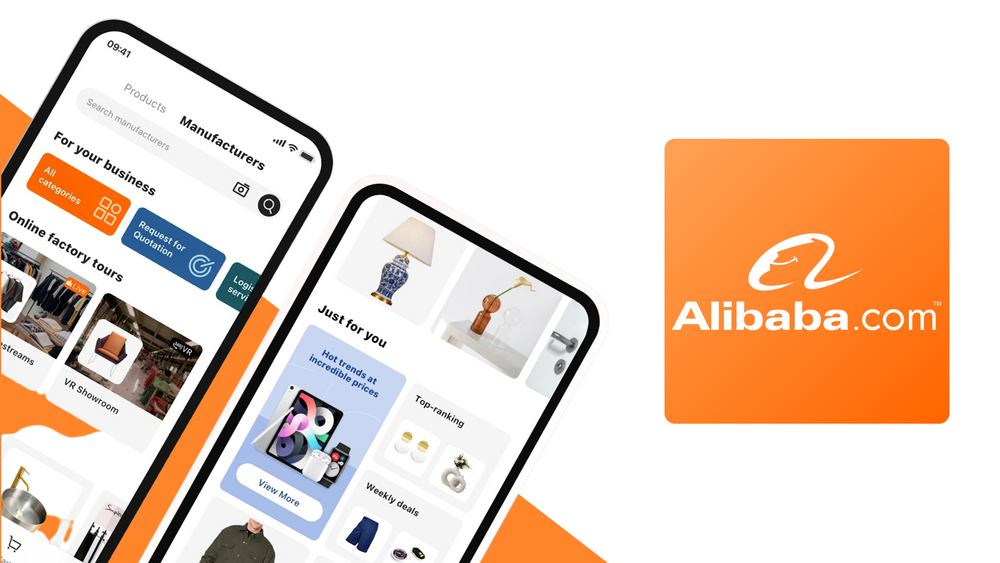 09:41
Products
Manufacturers
Search manufacturers
For your business
All
categories
Request for
Quotation
Online factory tours
Live
VR
VR Showroom
Just for you
Hot trends at
incredible prices
View More
Top-ranking
Weekly deals
Alibaba.com™